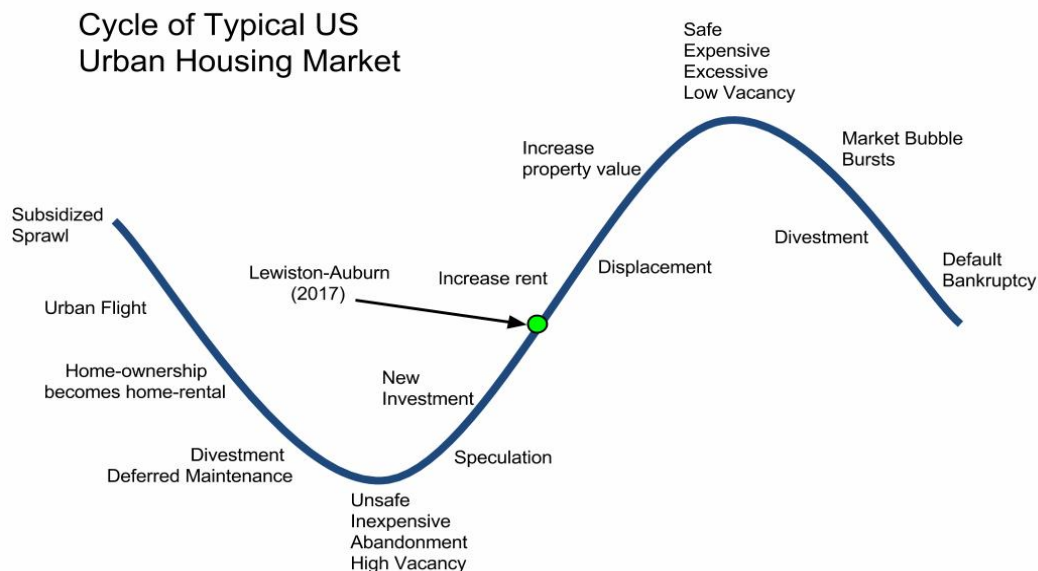 Cycle of Typical US
Urban Housing Market
Subsidized
Sprawl
Urban Flight
Home-ownership
becomes home-rental
Divestment
Deferred Maintenance
Unsafe
Inexpensive
Abandonment
High Vacancy
Speculation
New
Investment
Lewiston-Auburn
(2017)
Increase rent
Displacement
Increase
property value
Safe
Expensive
Excessive
Low Vacancy
Market Bubble
Bursts
Divestment
Default
Bankruptcy